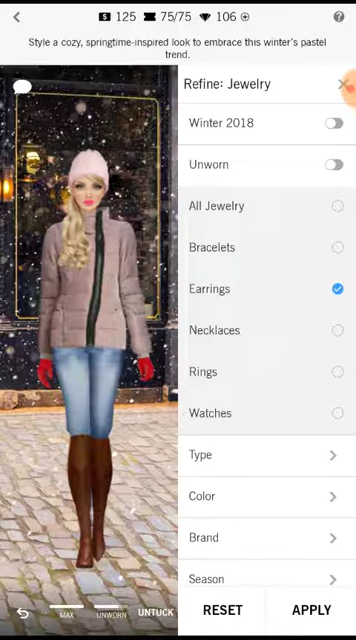 $ 125 75/75 106
?
Style a cozy, springtime-inspired look to embrace this winter's pastel
trend.
Refine: Jewelry
Winter 2018
Unworn
All Jewelry
Bracelets
Earrings
Necklaces
Rings
Watches
Type
Color
Brand
Season
MAX UNWORN UNTUCK
RESET APPLY